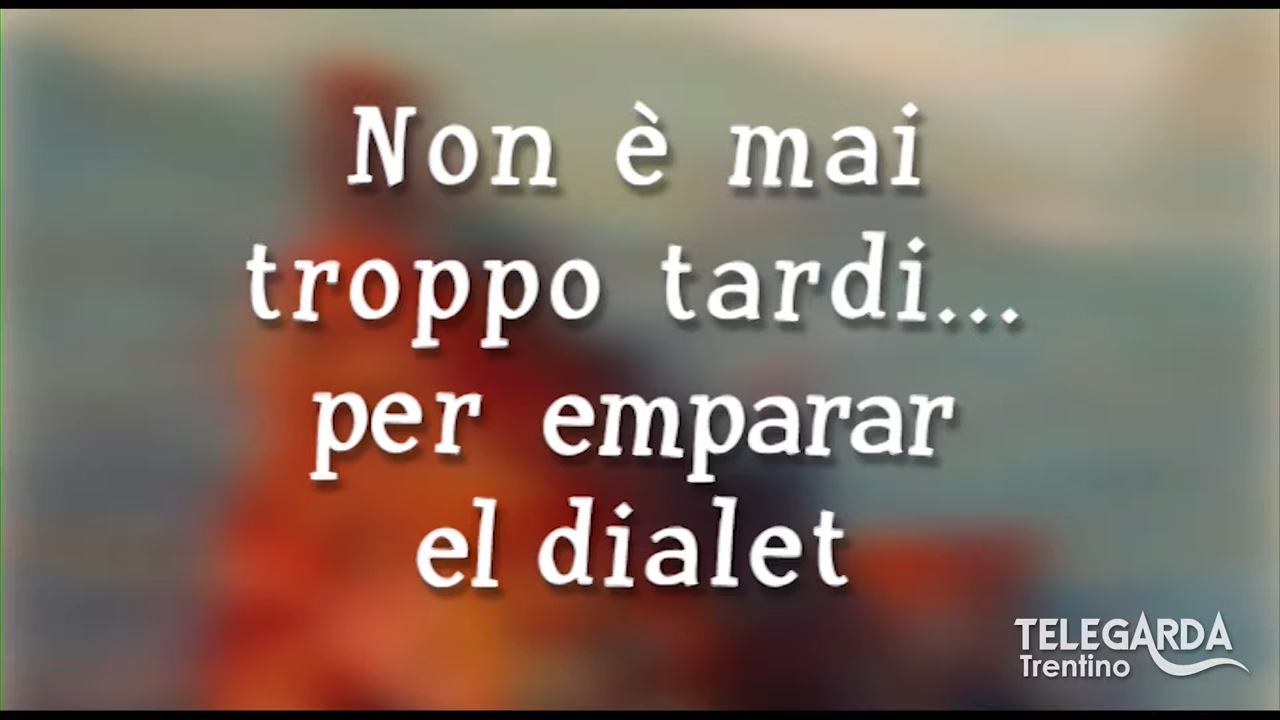 Non è mai
troppo tardi...
per emparar
el dialet
TELEGARDA
Trentino